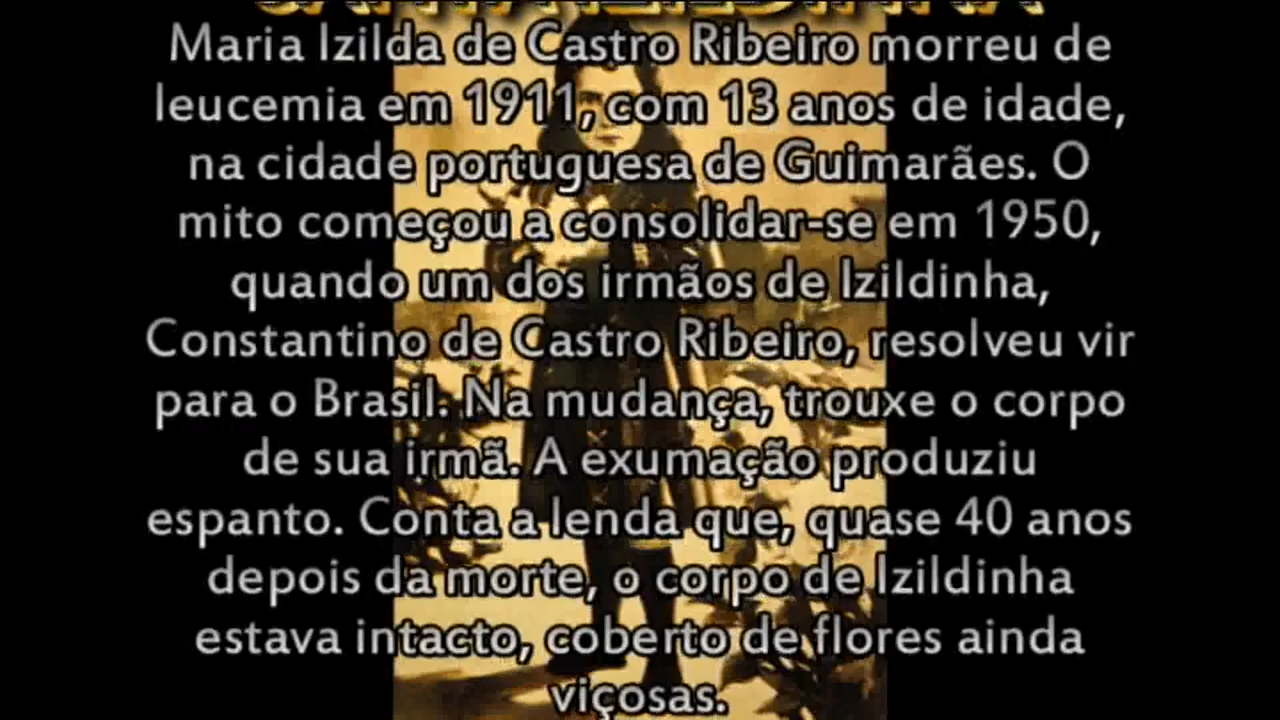 Maria Izilda de Castro Ribeiro morreu de
leucemia em 1911, com 13 anos de idade,
na cidade portuguesa de Guimarães. O
mito começou a consolidar-se em 1950,
quando um dos irmãos de Izildinha,
Constantino de Castro Ribeiro, resolveu vir
para o Brasil. Na mudança, trouxe o corpo
de sua irmã. A exumação produziu
espanto. Conta a lenda que, quase 40 anos
depois da morte, o corpo de Izildinha
estava intacto, coberto de flores ainda
viçosas.